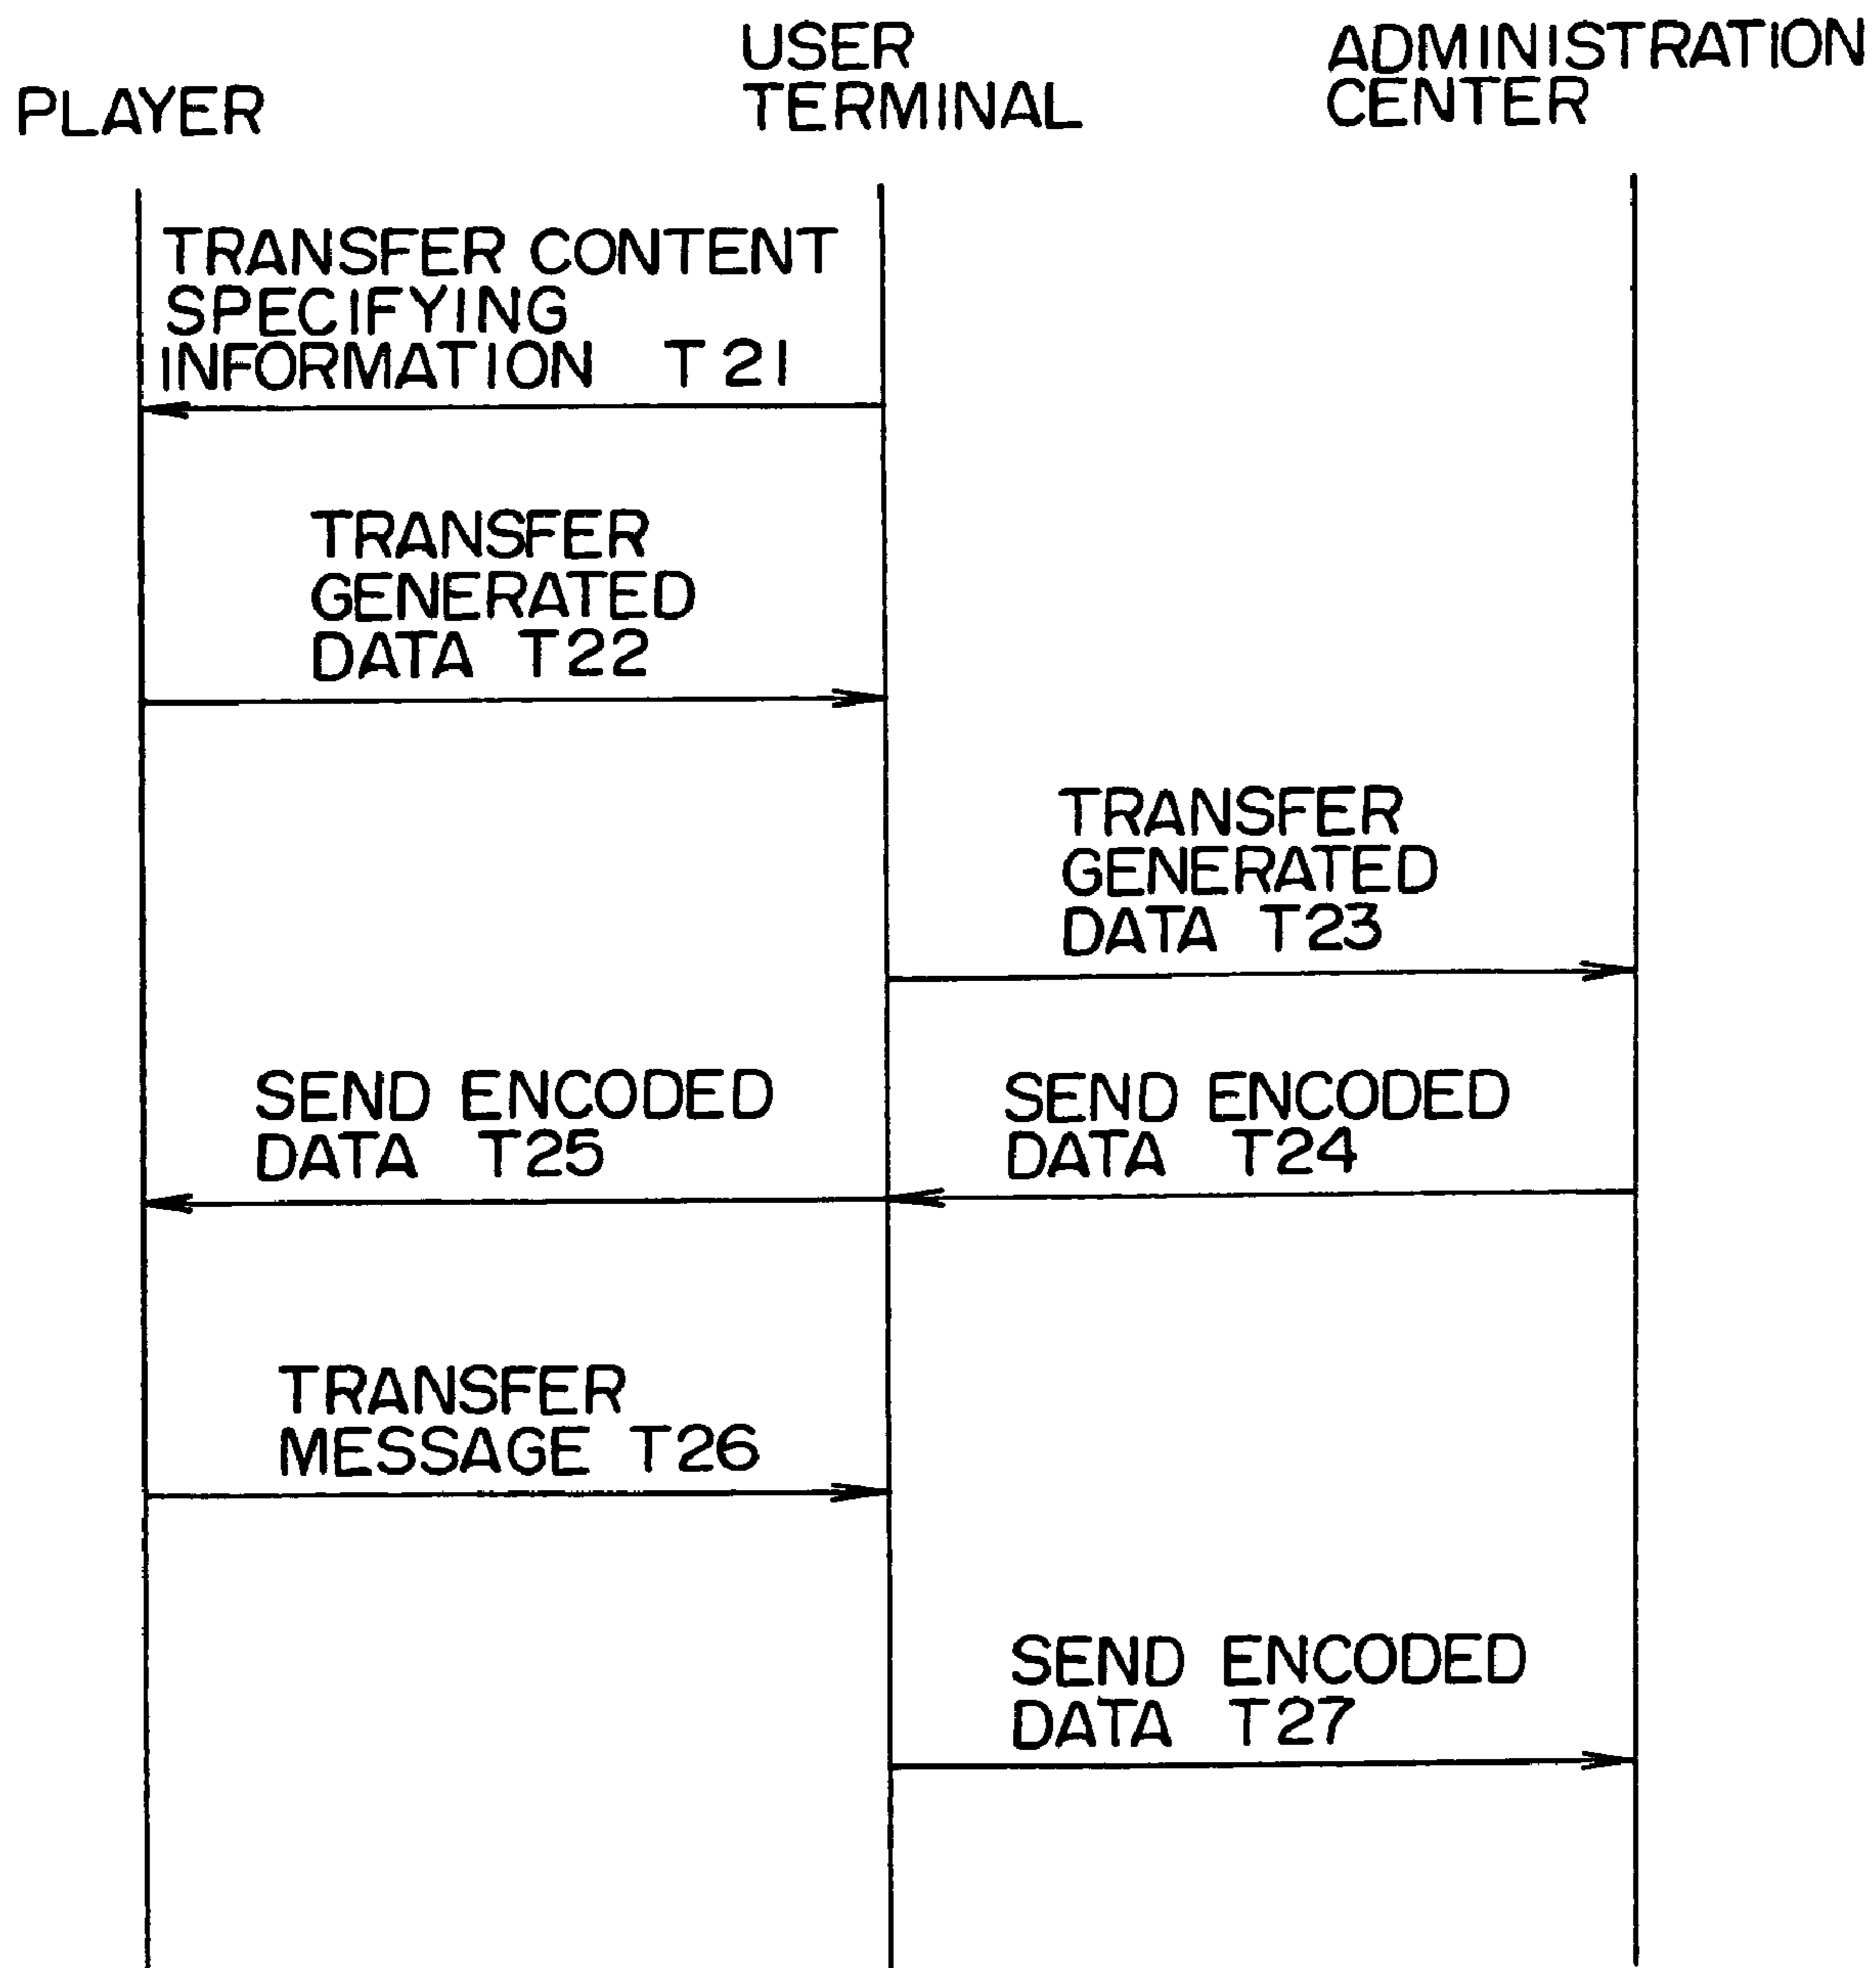 PLAYER
USER
TERMINAL
ADMINISTRATION
CENTER
TRANSFER CONTENT
SPECIFYING
INFORMATION T21
TRANSFER
GENERATED
DATA T22
TRANSFER
GENERATED
DATA T23
SEND ENCODED
DATA T25
SEND ENCODED
DATA T24
TRANSFER
MESSAGE T26
SEND ENCODED
DATA T27